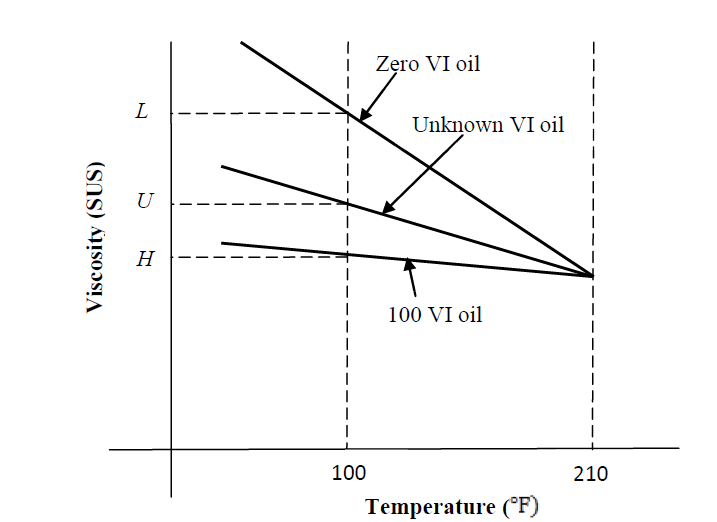 Zero VI oil
L
Unknown VI oil
U
H
100 VI oil
Viscosity (SUS)
100
210
Temperature (°F)